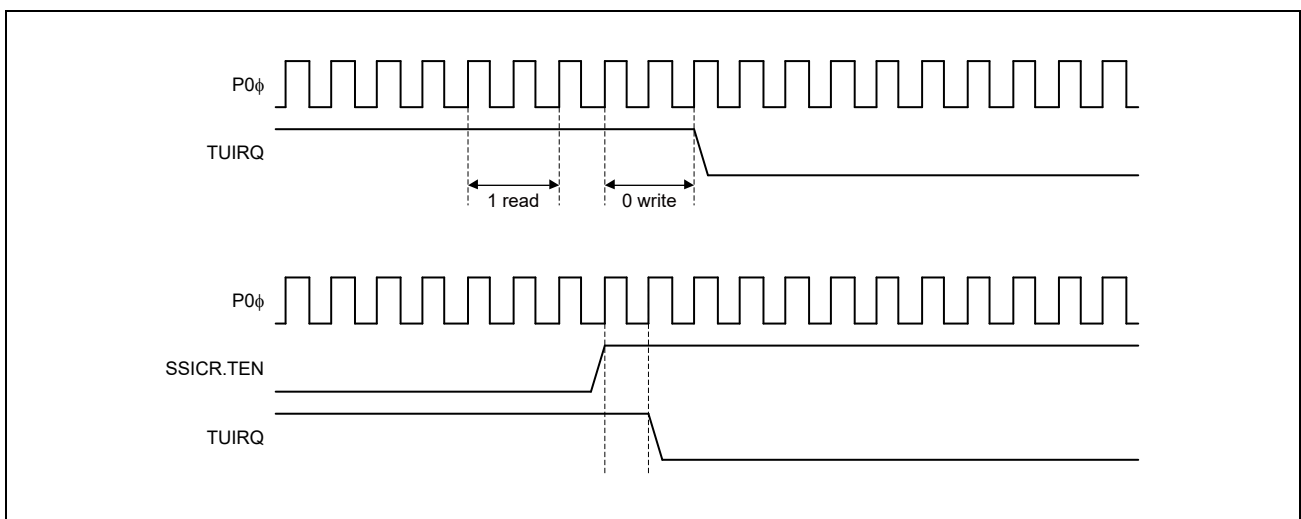 P0ϕ
TUIRQ
1 read
0 write
P0ϕ
SSICR.TEN
TUIRQ